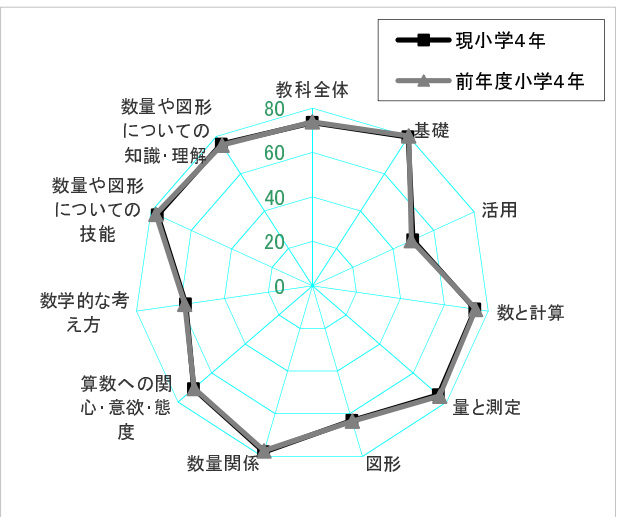 現小学4年
前年度小学4年
教科全体
基礎
活用
数と計算
量と測定
図形
数量関係
算数への関
心・意欲・態
度
数学的な考
え方
数量や図形
についての
技能
数量や図形
についての
知識・理解
80
60
40
20
0